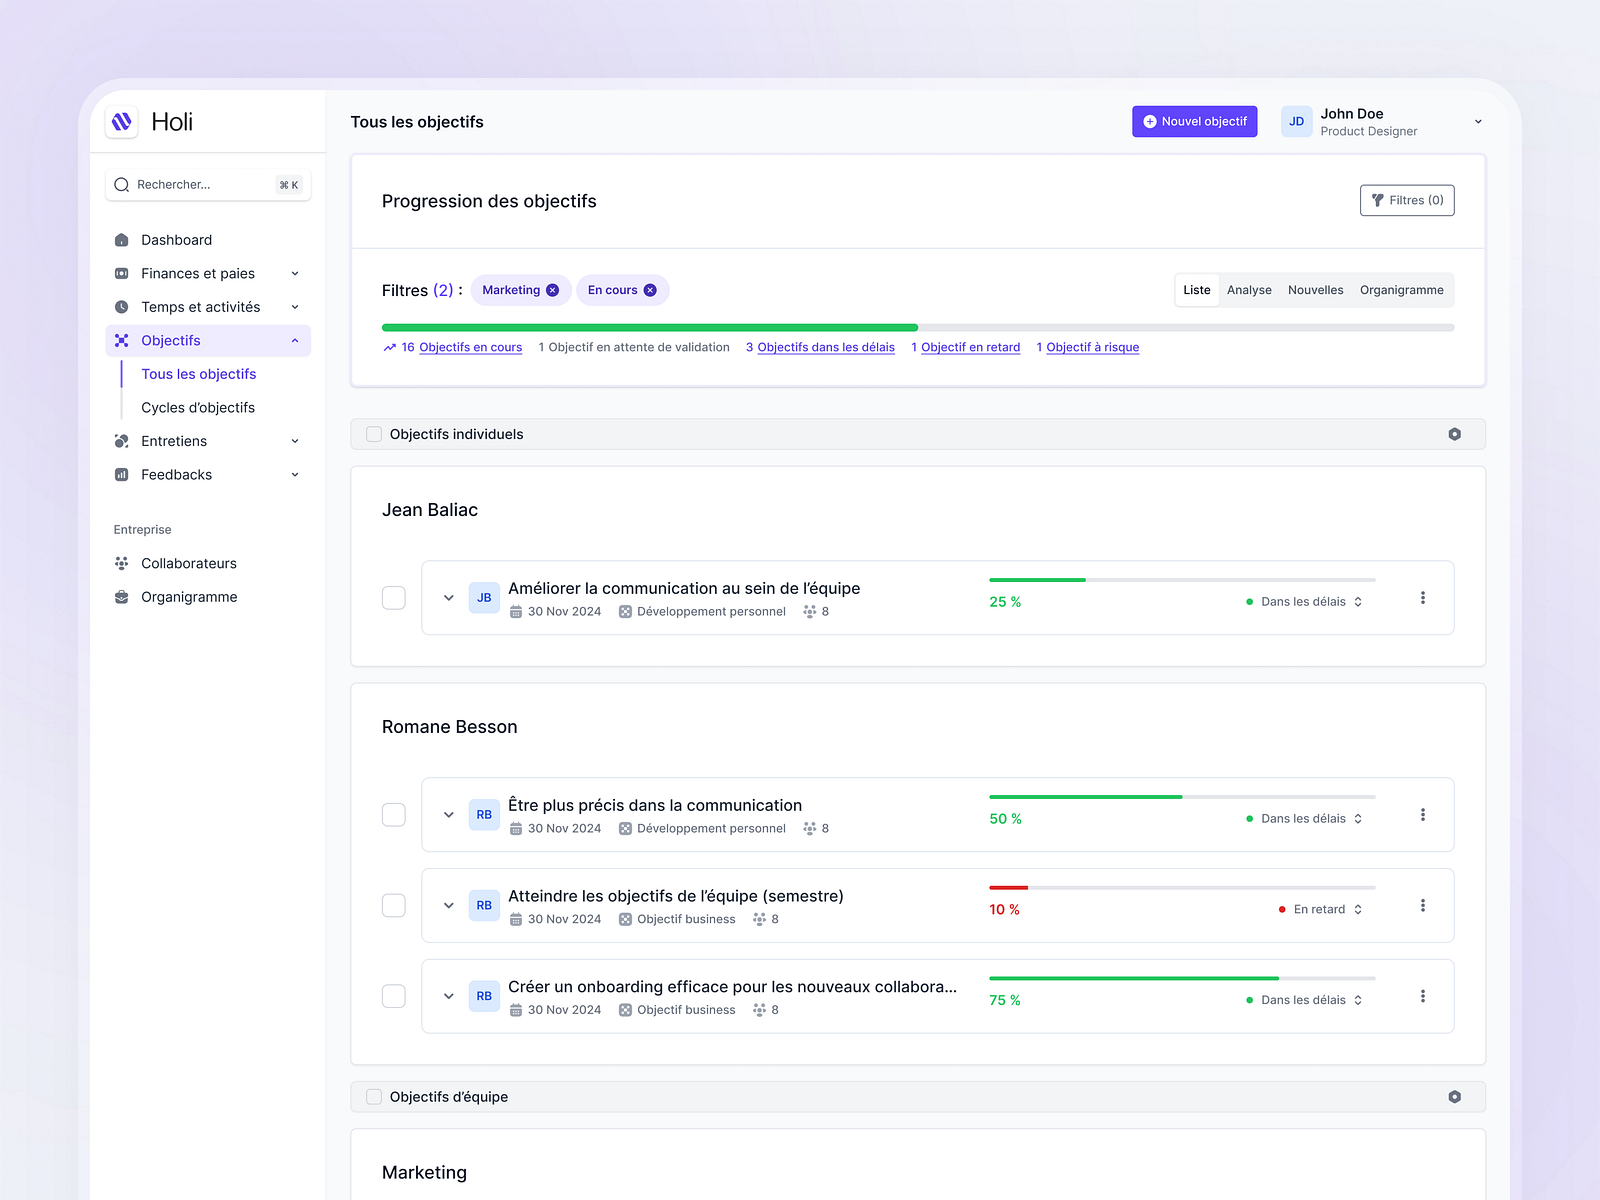 Holi
Rechercher...
⌘ K
Dashboard
Finances et paies
Temps et activités
Objectifs
Tous les objectifs
Cycles d’objectifs
Entretiens
Feedbacks
Entreprise
Collaborateurs
Organigramme
Tous les objectifs
Nouvel objectif
JD
John Doe
Product Designer
Progression des objectifs
Filtres (0)
Filtres (2) :
Marketing
En cours
Liste
Analyse
Nouvelles
Organigramme
16 Objectifs en cours
1 Objectif en attente de validation
3 Objectifs dans les délais
1 Objectif en retard
1 Objectif à risque
Objectifs individuels
Jean Baliac
JB
Améliorer la communication au sein de l’équipe
30 Nov 2024
Développement personnel
8
25 %
Dans les délais
Romane Besson
RB
Être plus précis dans la communication
30 Nov 2024
Développement personnel
8
50 %
Dans les délais
RB
Atteindre les objectifs de l’équipe (semestre)
30 Nov 2024
Objectif business
8
10 %
En retard
RB
Créer un onboarding efficace pour les nouveaux collabora...
30 Nov 2024
Objectif business
8
75 %
Dans les délais
Objectifs d’équipe
Marketing